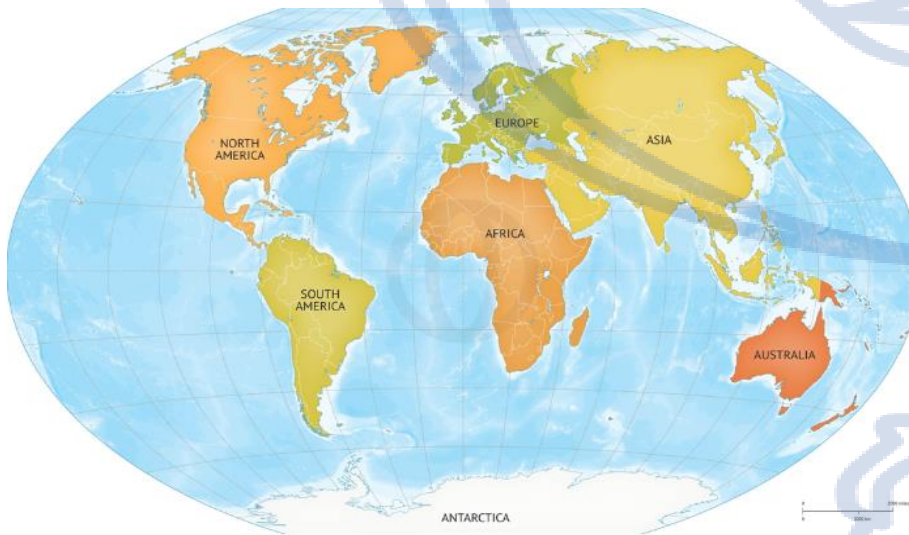 NORTH
AMERICA
EUROPE
ASIA
AFRICA
SOUTH
AMERICA
AUSTRALIA
ANTARCTICA